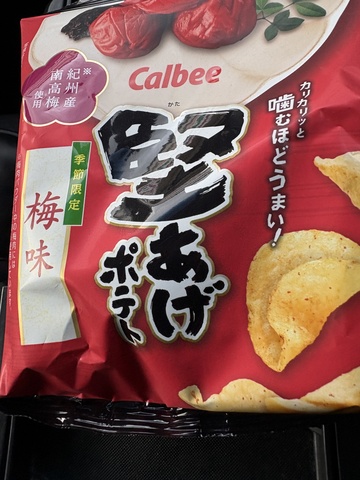 Calbee
※
紀州産
南高梅
使用
カリカリッと
噛むほどうまい!
かた
堅あげ
ポテト
季節限定
梅味